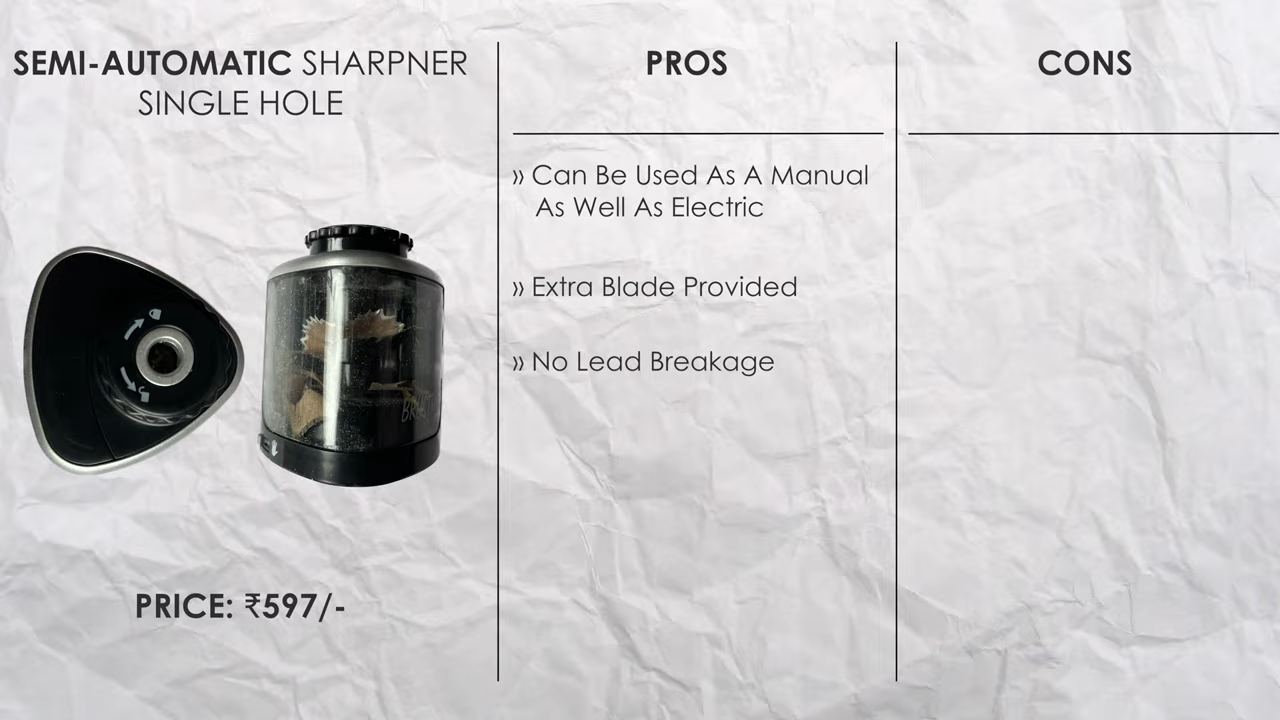 SEMI-AUTOMATIC SHARPNER
SINGLE HOLE
PRICE: ₹597/-
PROS
» Can Be Used As A Manual
As Well As Electric
» Extra Blade Provided
» No Lead Breakage
CONS